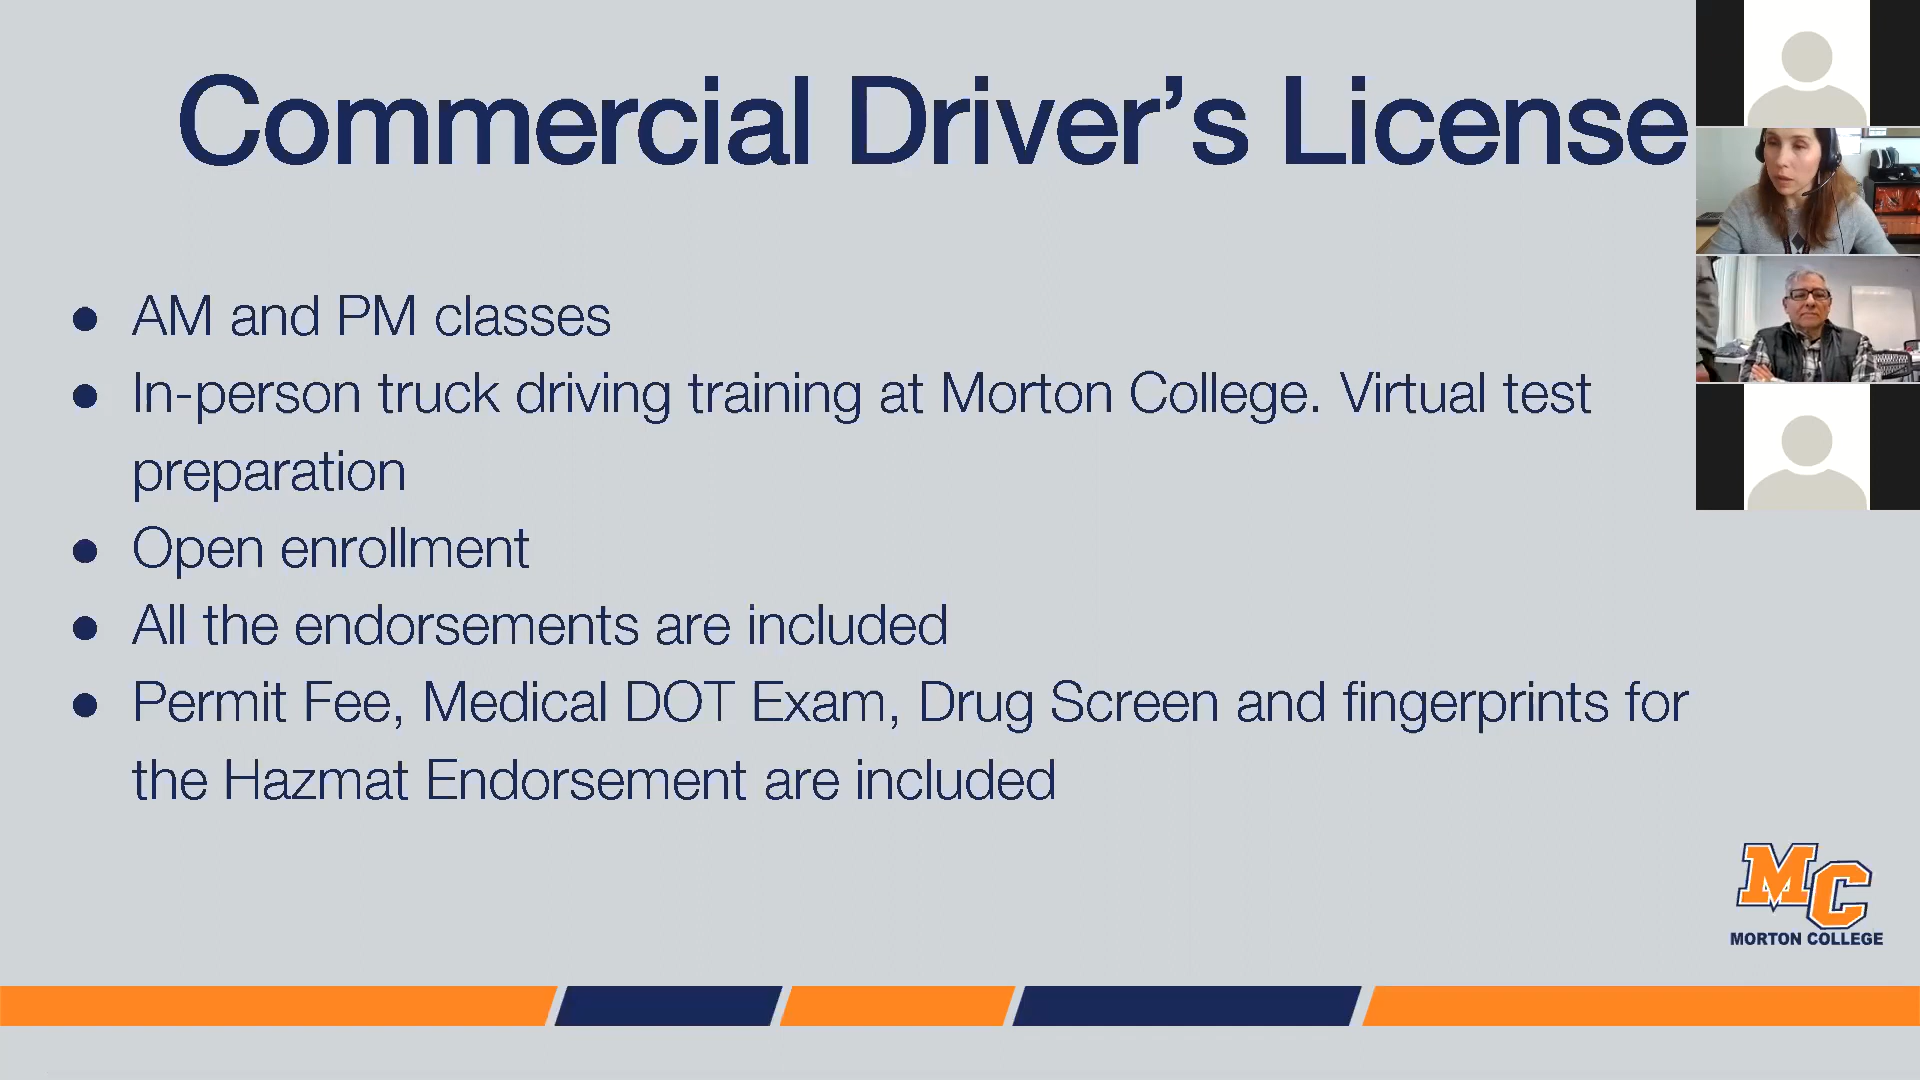 Commercial Driver’s License
● AM and PM classes
● In-person truck driving training at Morton College. Virtual test
preparation
● Open enrollment
● All the endorsements are included
● Permit Fee, Medical DOT Exam, Drug Screen and fingerprints for
the Hazmat Endorsement are included
MC
MORTON COLLEGE